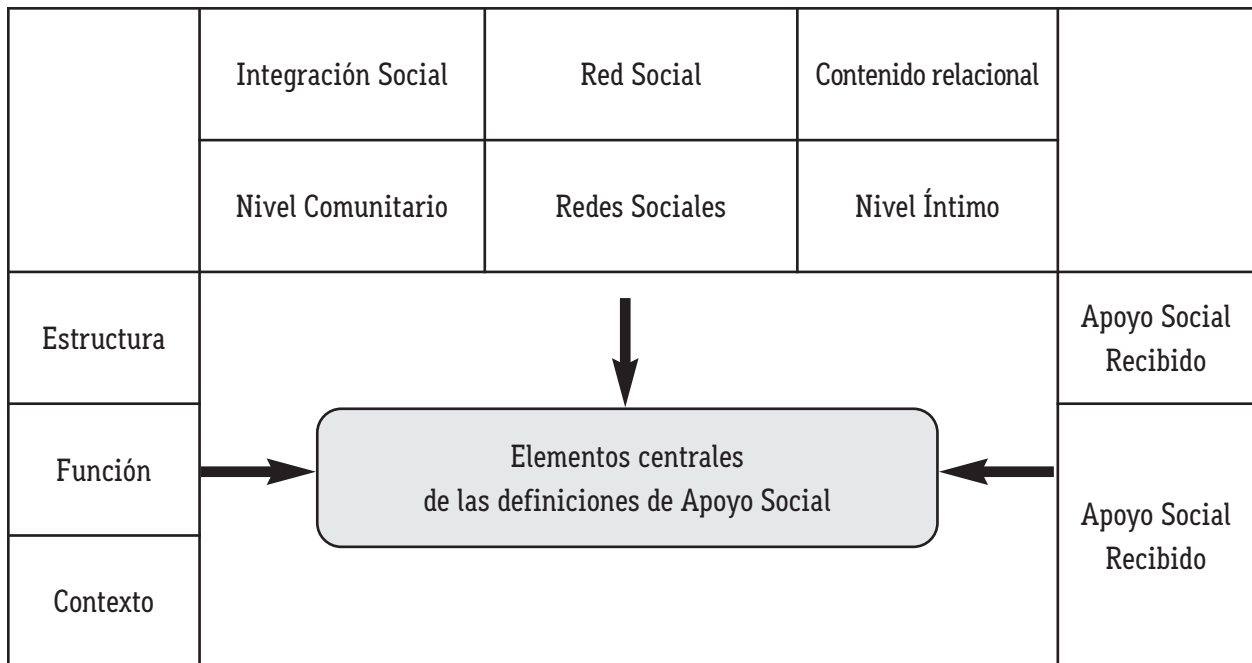 Integración Social
Red Social
Contenido relacional
Nivel Comunitario
Redes Sociales
Nivel Íntimo
Estructura
Apoyo Social
Recibido
Función
Elementos centrales
de las definiciones de Apoyo Social
Apoyo Social
Recibido
Contexto